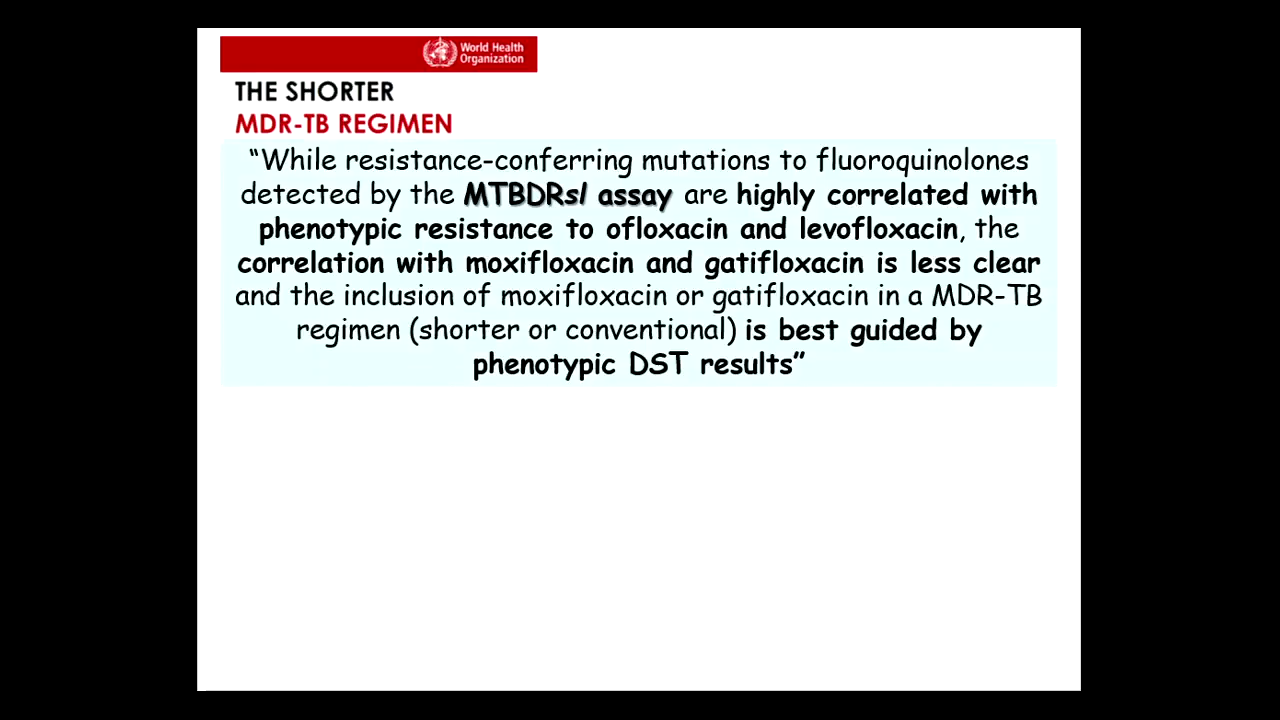 World Health
Organization
THE SHORTER
MDR-TB REGIMEN
“While resistance-conferring mutations to fluoroquinolones
detected by the MTBDRsl assay are highly correlated with
phenotypic resistance to ofloxacin and levofloxacin, the
correlation with moxifloxacin and gatifloxacin is less clear
and the inclusion of moxifloxacin or gatifloxacin in a MDR-TB
regimen (shorter or conventional) is best guided by
phenotypic DST results”